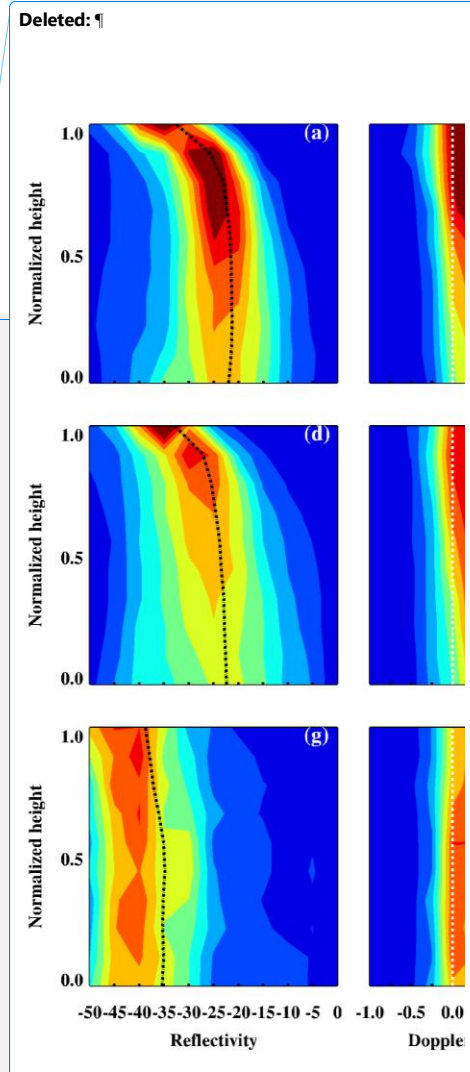 Deleted: ¶
(a)
1.0
0.5
0.0
Normalized height
(d)
1.0
0.5
0.0
Normalized height
(g)
1.0
0.5
0.0
Normalized height
-50-45-40-35-30-25-20-15-10 -5 0 -1.0 -0.5 0.0
Reflectivity Doppler